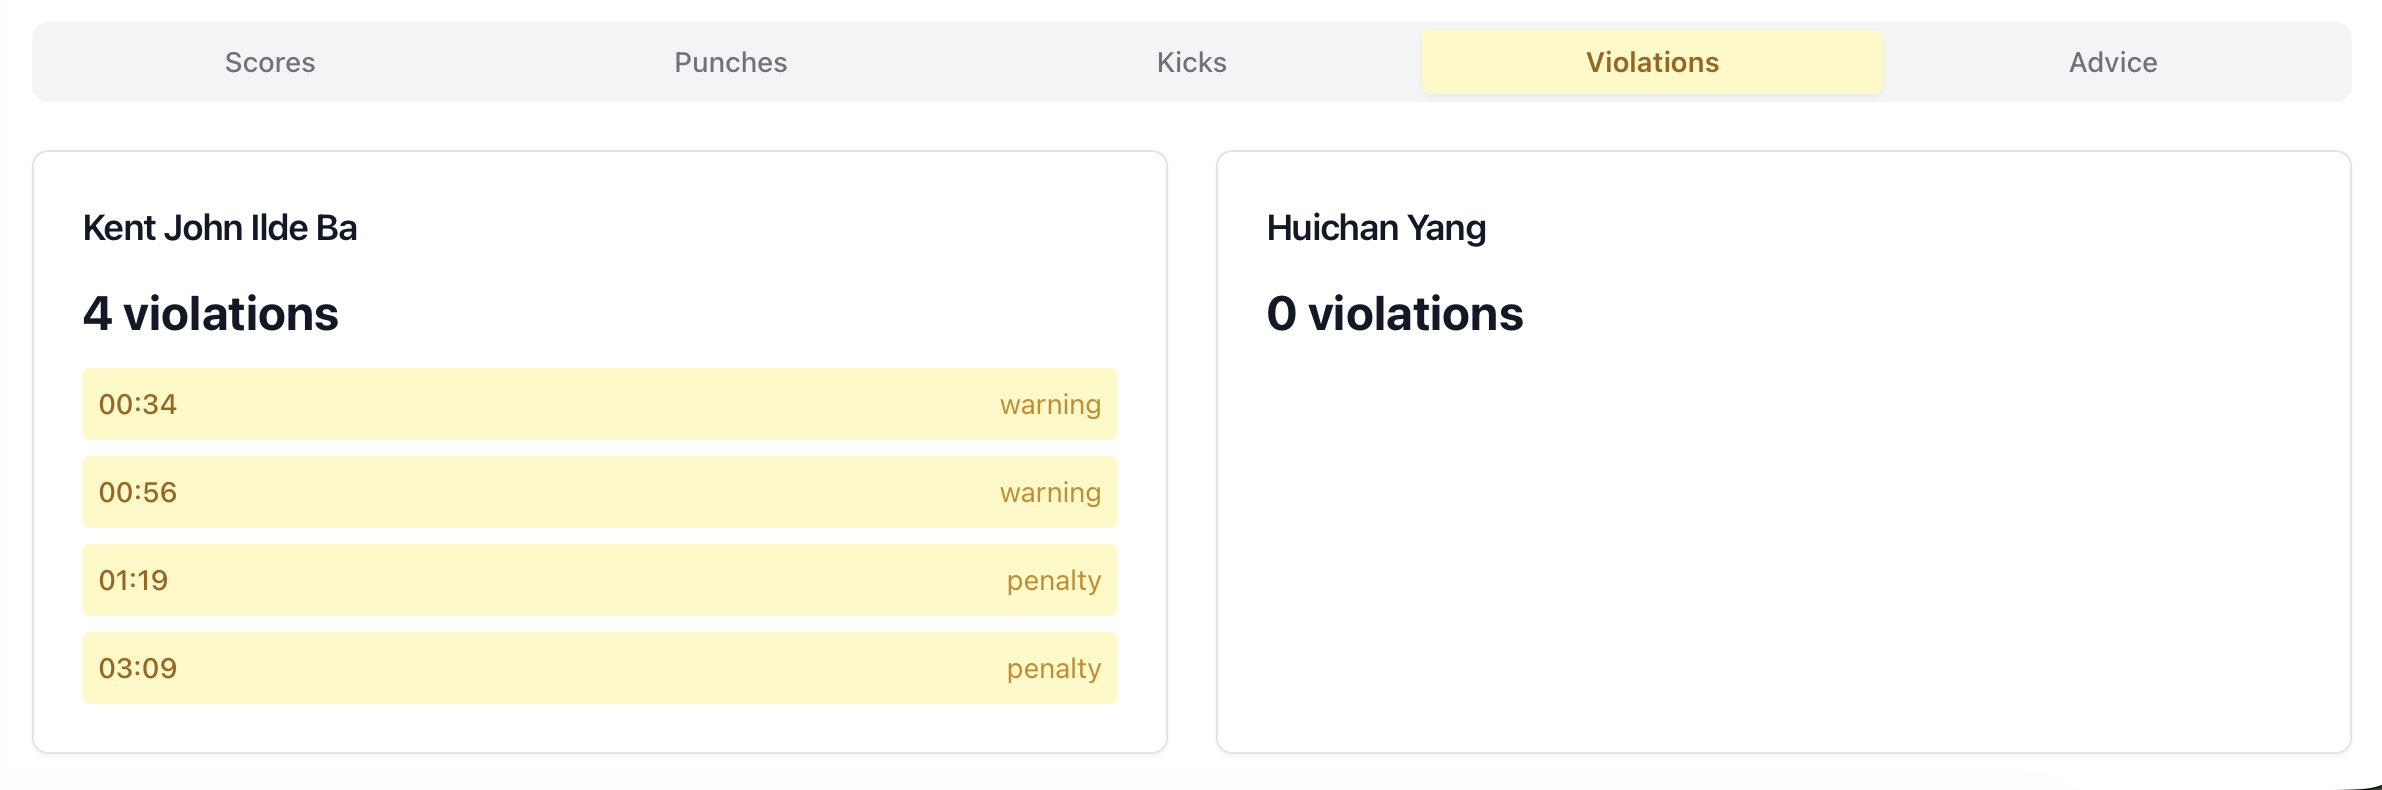 Scores Punches Kicks Violations Advice
Kent John Ilde Ba
4 violations
00:34 warning
00:56 warning
01:19 penalty
03:09 penalty
Huichan Yang
0 violations